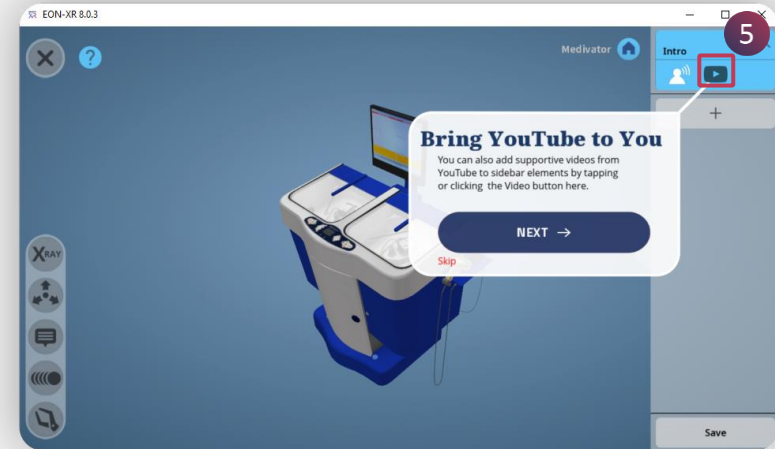 EON-XR 8.0.3
5
Medivator
Intro
Bring YouTube to You
You can also add supportive videos from
YouTube to sidebar elements by tapping
or clicking the Video button here.
NEXT →
Skip
XRAY
+
Save